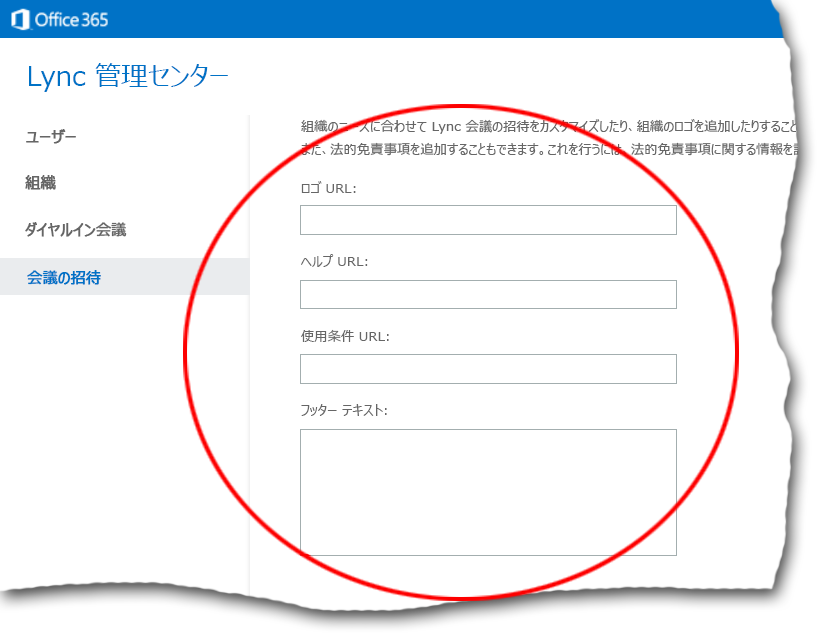 Office 365
Lync 管理センター
ユーザー
組織
ダイヤルイン会議
会議の招待
組織のニーズに合わせて Lync 会議の招待をカスタマイズしたり、組織のロゴを追加したりすること
また、法的免責事項を追加することもできます。これを行うには、法的免責事項に関する情報を
ロゴ URL:
ヘルプ URL:
使用条件 URL:
フッター テキスト: